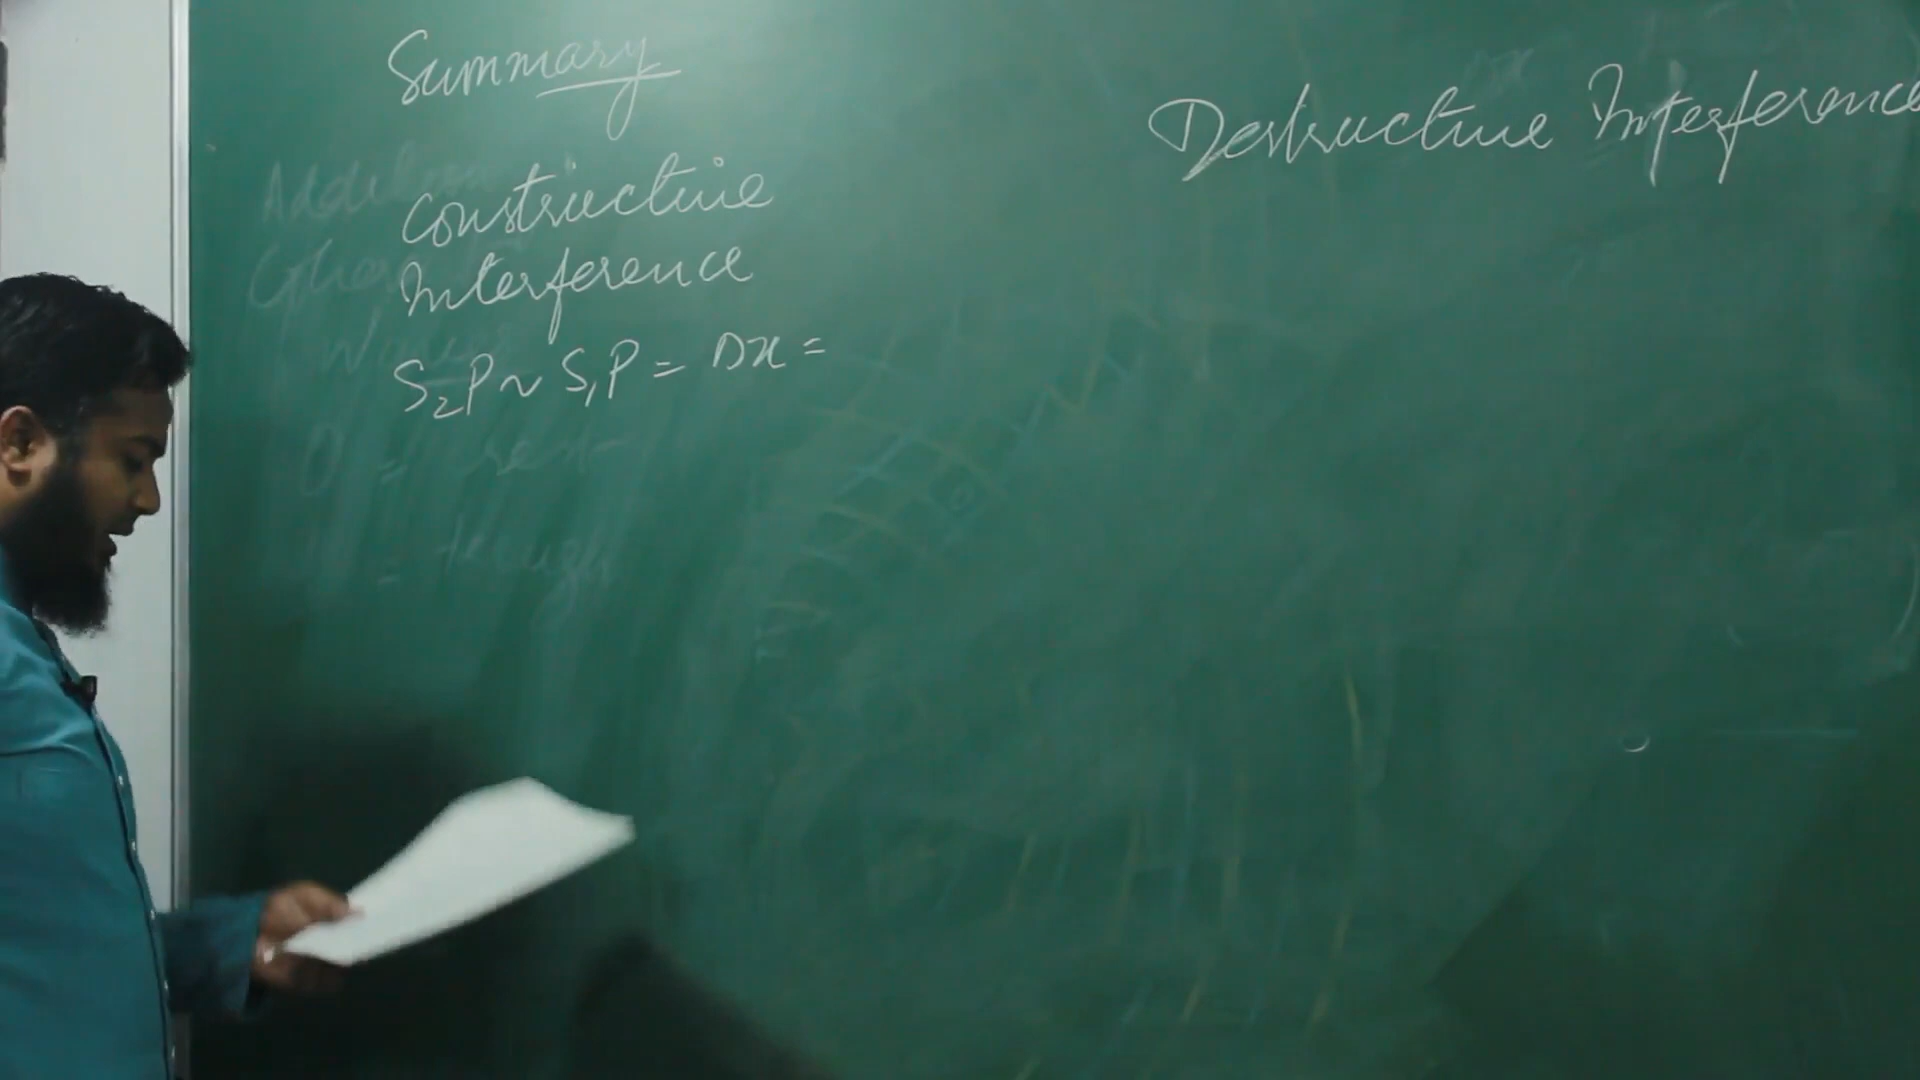 Summary
Constructive
Interference
S₂P ~ S₁P = Δx =
Destructive Interference